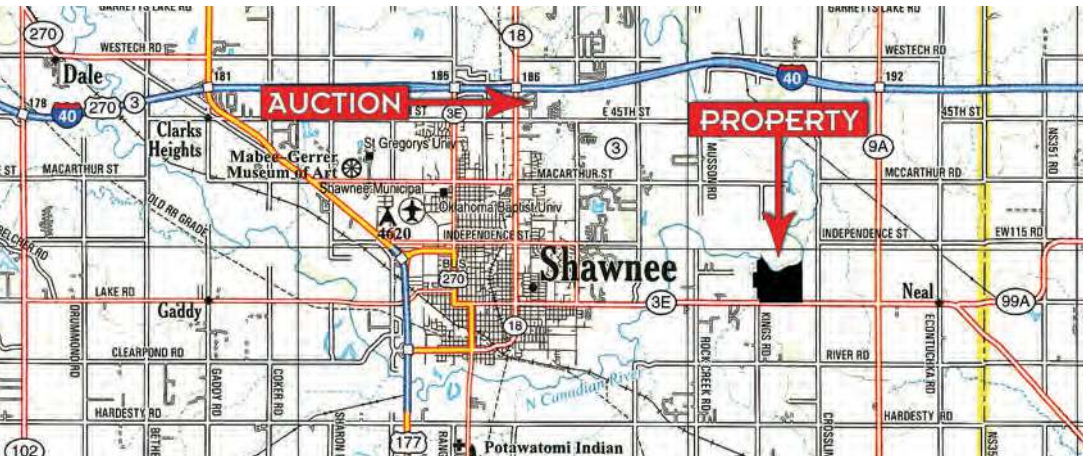 GARRETTS LAKE RD
GARRETTS LAKE RD
270
18
192
WESTECH RD
WESTECH RD
Dale
181
185
186
192
178
40
270
3
40
AUCTION
E 45TH ST
45TH ST
3E
PROPERTY
Clarks
Heights
St Gregorys Univ
Mabee-Gerrer
Museum of Art
3
MUSSOM RD
9A
NS351 RD
MACARTHUR ST
MACARTHUR ST
MCCARTHUR RD
Shawnee Municipal
Oklahoma Baptist Univ
OLD RR GRADE
4620
INDEPENDENCE ST
INDEPENDENCE ST
EW115 RD
BELCHER RD
BUS
270
Shawnee
LAKE RD
3E
Neal
99A
Gaddy
DRUMMOND RD
18
KINGS RD
ECONTUCHKA RD
CLEARPOND RD
ROCK CREEK RD
RIVER RD
GADDY RD
COKER RD
N Canadian River
HARDESTY RD
HARDESTY RD
102
177
Potawatomi Indian